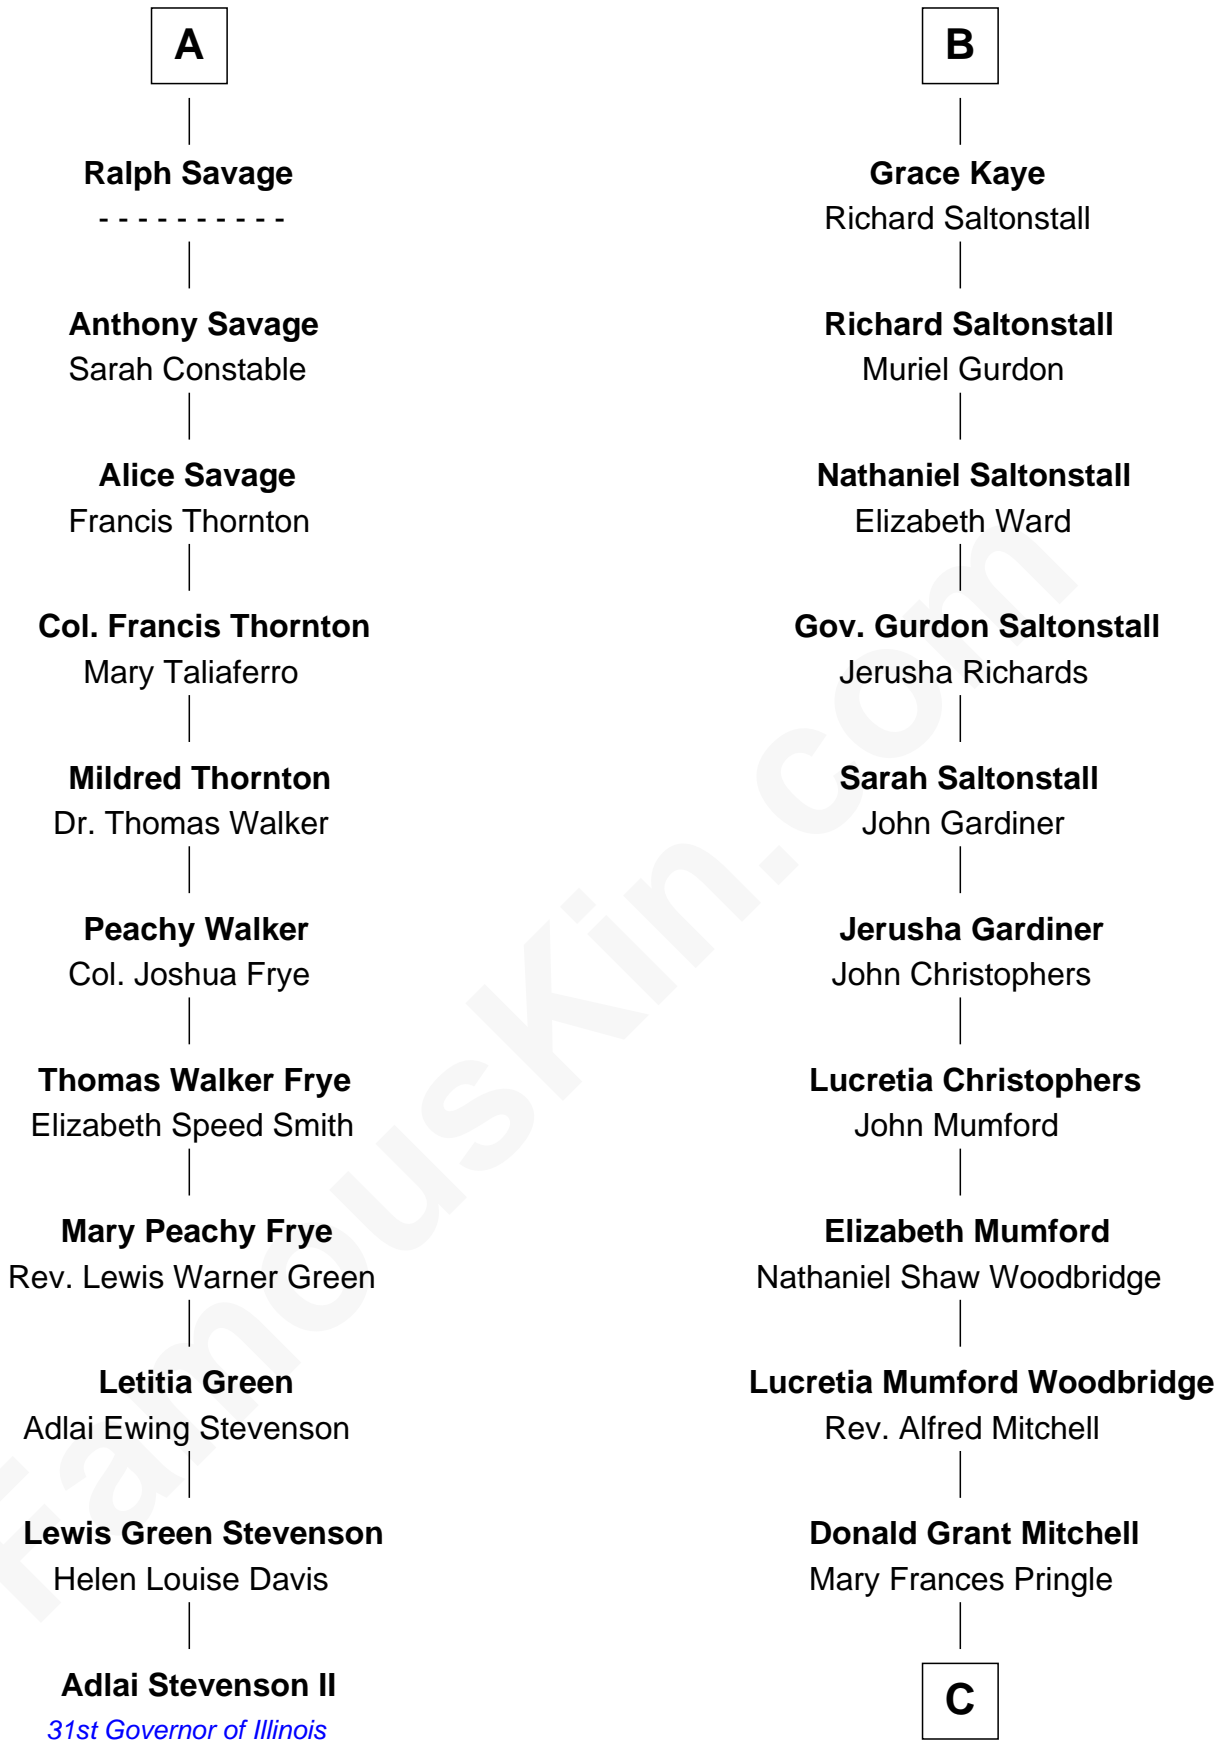 A
Ralph Savage
- - - - - - - - - -
Anthony Savage
Sarah Constable
Alice Savage
Francis Thornton
Col. Francis Thornton
Mary Taliaferro
Mildred Thornton
Dr. Thomas Walker
Peachy Walker
Col. Joshua Frye
Thomas Walker Frye
Elizabeth Speed Smith
Mary Peachy Frye
Rev. Lewis Warner Green
Letitia Green
Adlai Ewing Stevenson
Lewis Green Stevenson
Helen Louise Davis
Adlai Stevenson II
31st Governor of Illinois
B
Grace Kaye
Richard Saltonstall
Richard Saltonstall
Muriel Gurdon
Nathaniel Saltonstall
Elizabeth Ward
Gov. Gurdon Saltonstall
Jerusha Richards
Sarah Saltonstall
John Gardiner
Jerusha Gardiner
John Christophers
Lucretia Christophers
John Mumford
Elizabeth Mumford
Nathaniel Shaw Woodbridge
Lucretia Mumford Woodbridge
Rev. Alfred Mitchell
Donald Grant Mitchell
Mary Frances Pringle
C
FamousKin.com